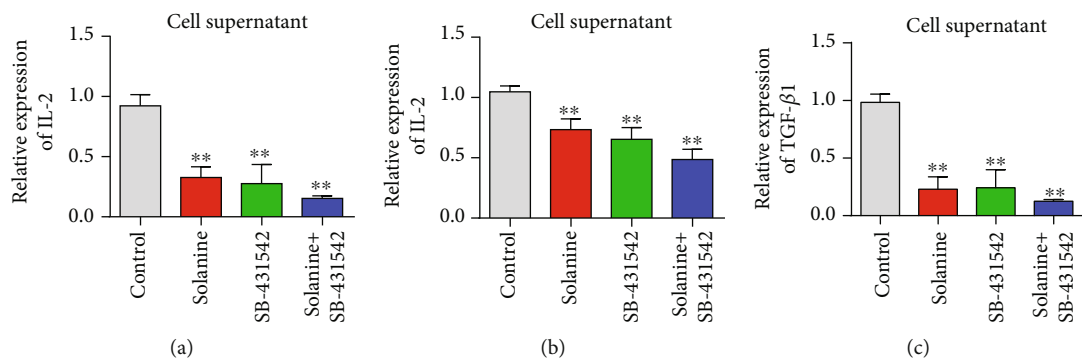 Cell supernatant
Relative expression
of IL-2
1.5
1.0
0.5
0.0
**
**
**
Control
Solanine
SB-431542
Solanine+
SB-431542
(a)
Cell supernatant
Relative expression
of IL-2
1.5
1.0
0.5
0.0
**
**
**
Control
Solanine
SB-431542
Solanine+
SB-431542
(b)
Cell supernatant
Relative expression
of TGF-β1
1.5
1.0
0.5
0.0
**
**
**
Control
Solanine
SB-431542
Solanine+
SB-431542
(c)